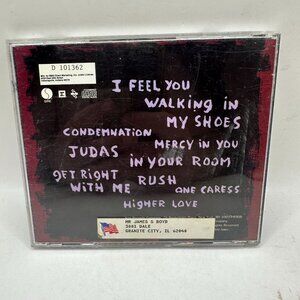 D 101362
I FEEL YOU
WALKING IN
MY SHOES
CONDEMNATION
MERCY IN YOU
JUDAS
IN YOUR ROOM
GET RIGHT
WITH ME
RUSH
ONE CARESS
HIGHER LOVE
MR JAMES G BOYD
3001 DALE
GRANITE CITY, IL 62040